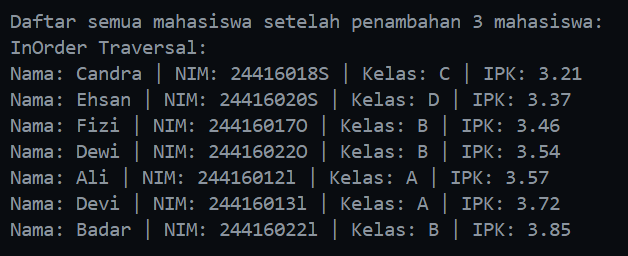 Daftar semua mahasiswa setelah penambahan 3 mahasiswa:
InOrder Traversal:
Nama: Candra | NIM: 24416018S | Kelas: C | IPK: 3.21
Nama: Ehsan | NIM: 24416020S | Kelas: D | IPK: 3.37
Nama: Fizi | NIM: 24416017O | Kelas: B | IPK: 3.46
Nama: Dewi | NIM: 24416022O | Kelas: B | IPK: 3.54
Nama: Ali | NIM: 24416012l | Kelas: A | IPK: 3.57
Nama: Devi | NIM: 24416013l | Kelas: A | IPK: 3.72
Nama: Badar | NIM: 24416022l | Kelas: B | IPK: 3.85